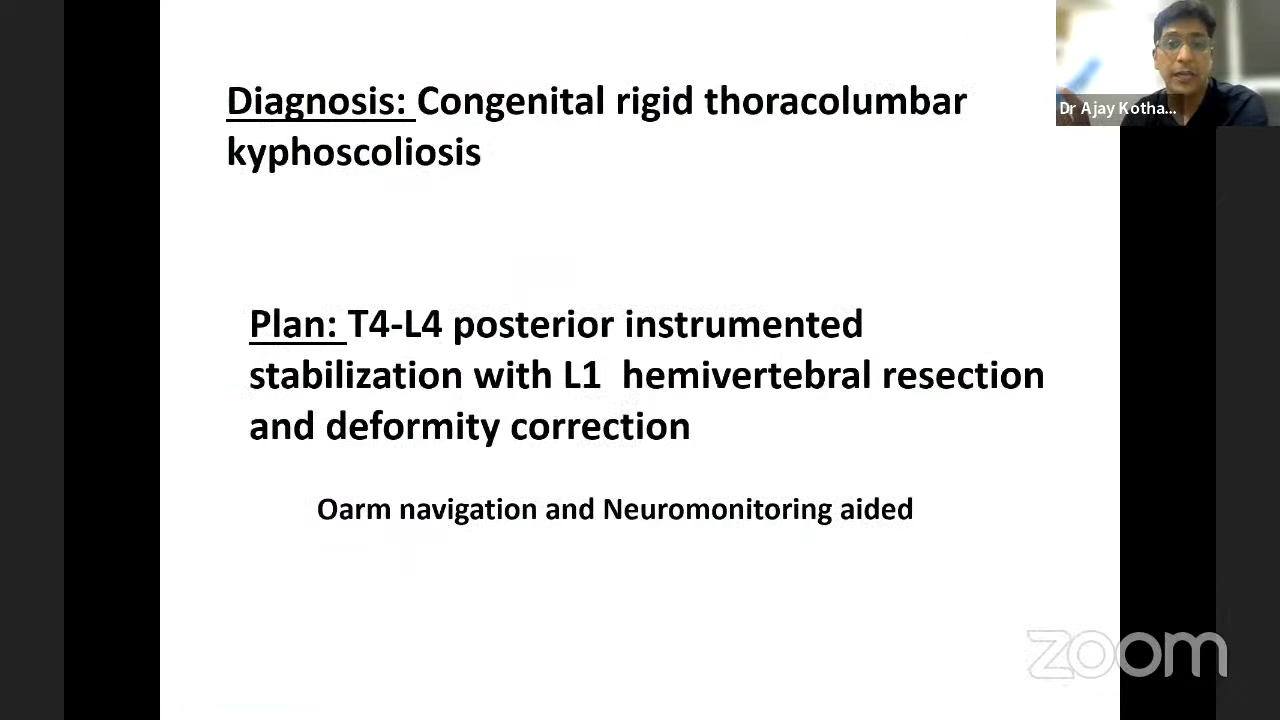 Diagnosis: Congenital rigid thoracolumbar
kyphoscoliosis
Dr Ajay Kotha...
Plan: T4-L4 posterior instrumented
stabilization with L1 hemivertebral resection
and deformity correction
Oarm navigation and Neuromonitoring aided
zoom